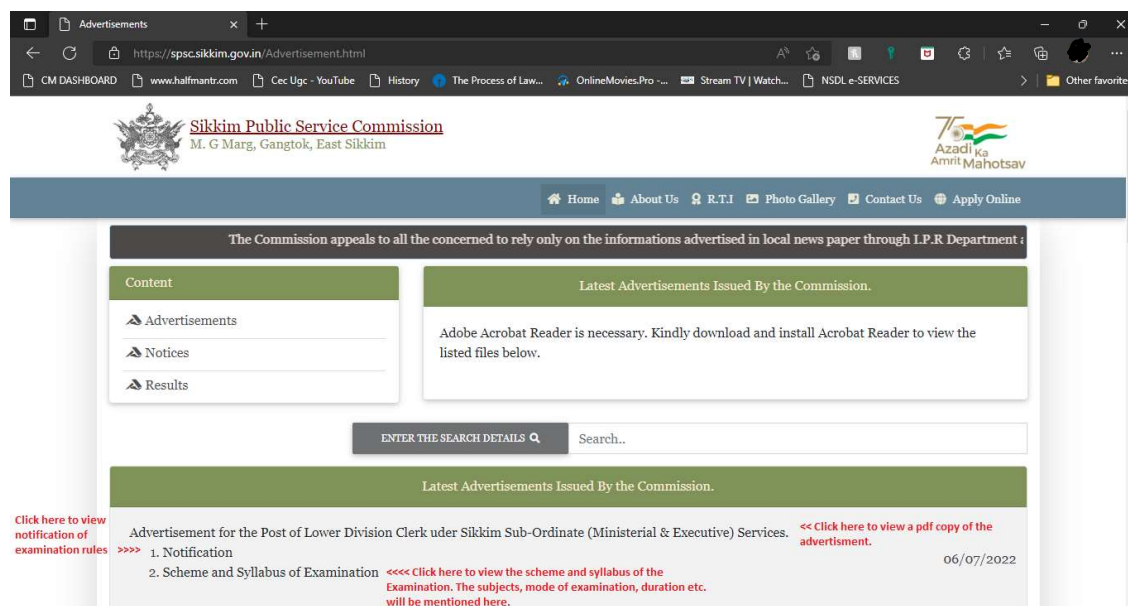 Advertisements
https://spsc.sikkim.gov.in/Advertisement.html
CM DASHBOARD www.halfmantr.com Cec Ugc - YouTube History The Process of Law... OnlineMovies.Pro -... Stream TV | Watch... NSDL e-SERVICES Other favorite
Sikkim Public Service Commission
M. G Marg, Gangtok, East Sikkim
75
Azadi Ka
Amrit Mahotsav
Home About Us R.T.I Photo Gallery Contact Us Apply Online
The Commission appeals to all the concerned to rely only on the informations advertised in local news paper through I.P.R Department a
Content
Advertisements
Notices
Results
Latest Advertisements Issued By the Commission.
Adobe Acrobat Reader is necessary. Kindly download and install Acrobat Reader to view the
listed files below.
ENTER THE SEARCH DETAILS Search..
Latest Advertisements Issued By the Commission.
Click here to view
notification of
examination rules >>>>
Advertisement for the Post of Lower Division Clerk uder Sikkim Sub-Ordinate (Ministerial & Executive) Services.
<< Click here to view a pdf copy of the
advertisment.
1. Notification
06/07/2022
2. Scheme and Syllabus of Examination
<<<< Click here to view the scheme and syllabus of the
Examination. The subjects, mode of examination, duration etc.
will be mentioned here.